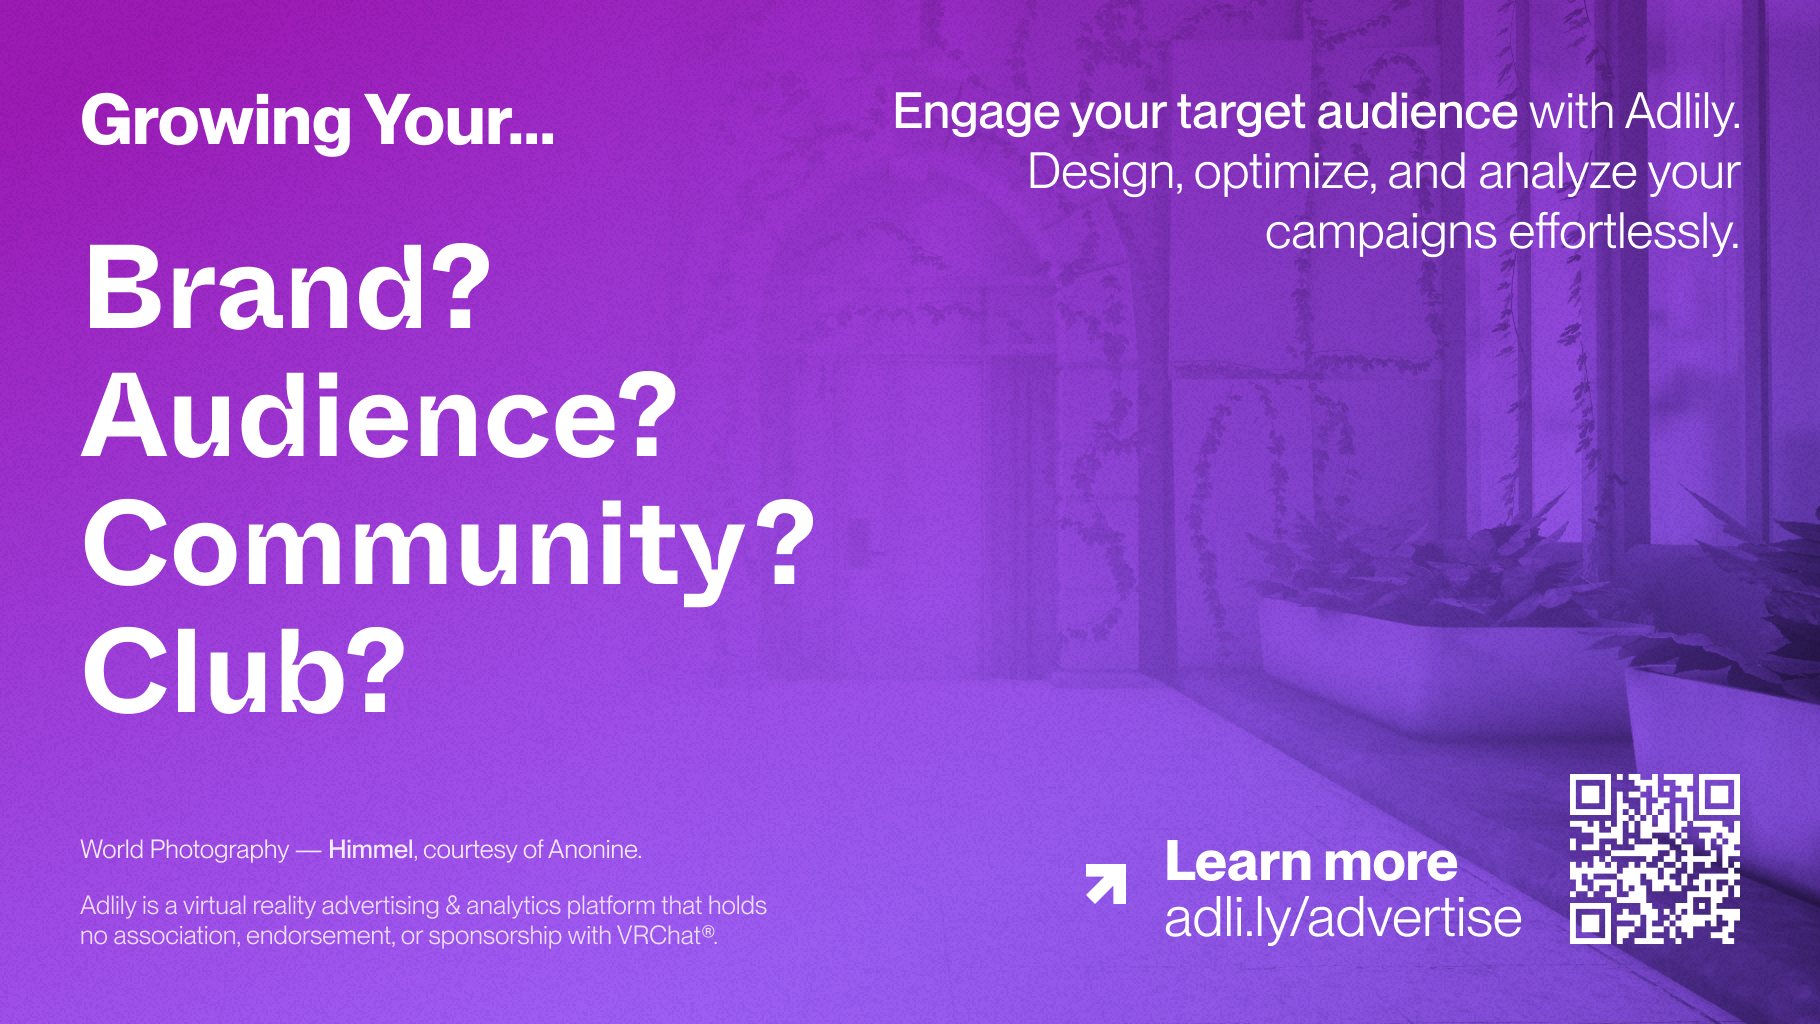 Growing Your...
Brand?
Audience?
Community?
Club?
Engage your target audience with Adlily.
Design, optimize, and analyze your
campaigns effortlessly.
World Photography — Himmel, courtesy of Anonine.
Adlily is a virtual reality advertising & analytics platform that holds
no association, endorsement, or sponsorship with VRChat®.
Learn more
adli.ly/advertise